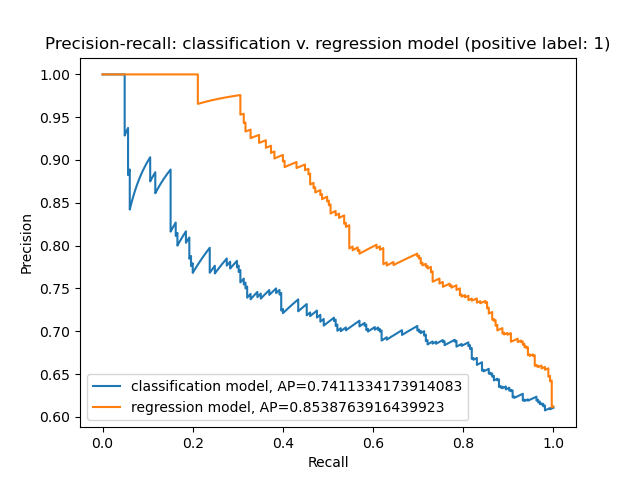 Precision-recall: classification v. regression model (positive label: 1)
1.00
0.95
0.90
0.85
0.80
0.75
0.70
0.65
0.60
Precision
classification model, AP=0.7411334173914083
regression model, AP=0.8538763916439923
0.0 0.2 0.4 0.6 0.8 1.0
Recall